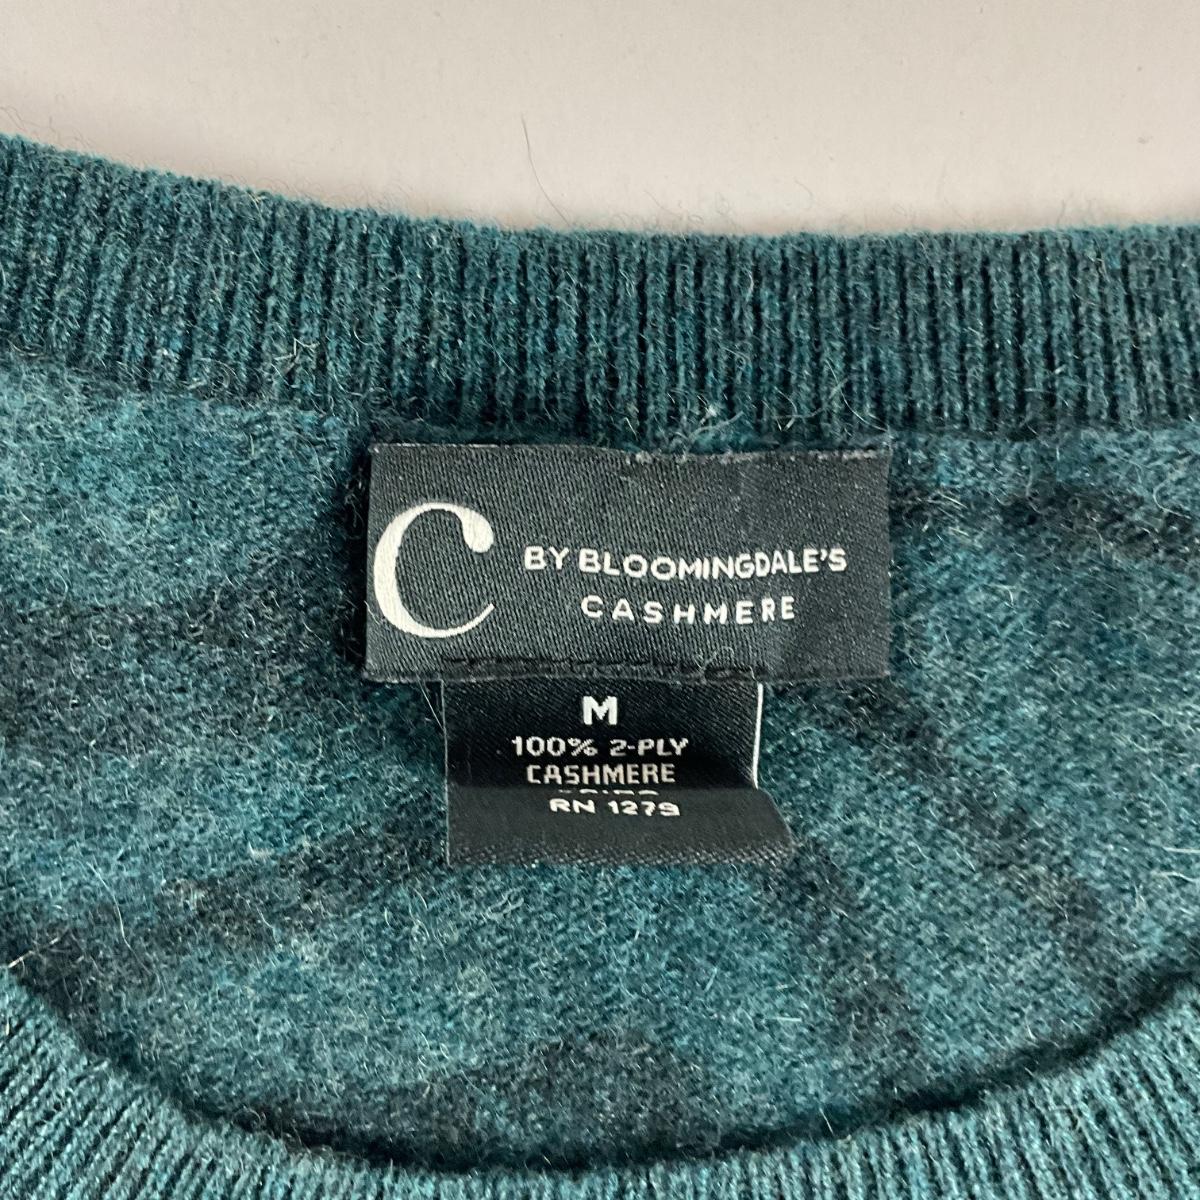 C BY BLOOMINGDALE'S
CASHMERE
M
100% 2-PLY
CASHMERE
RN 1279